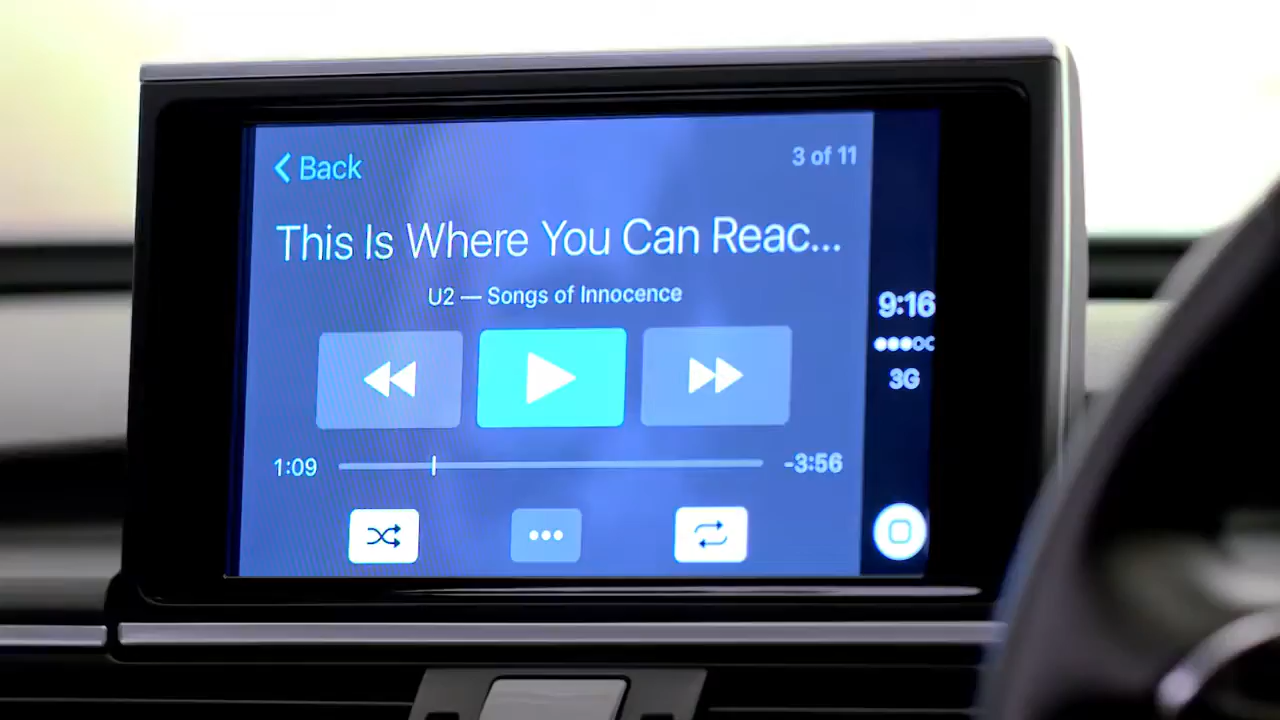 Back
3 of 11
This Is Where You Can Reac...
U2 — Songs of Innocence
9:16
3G
1:09
-3:56